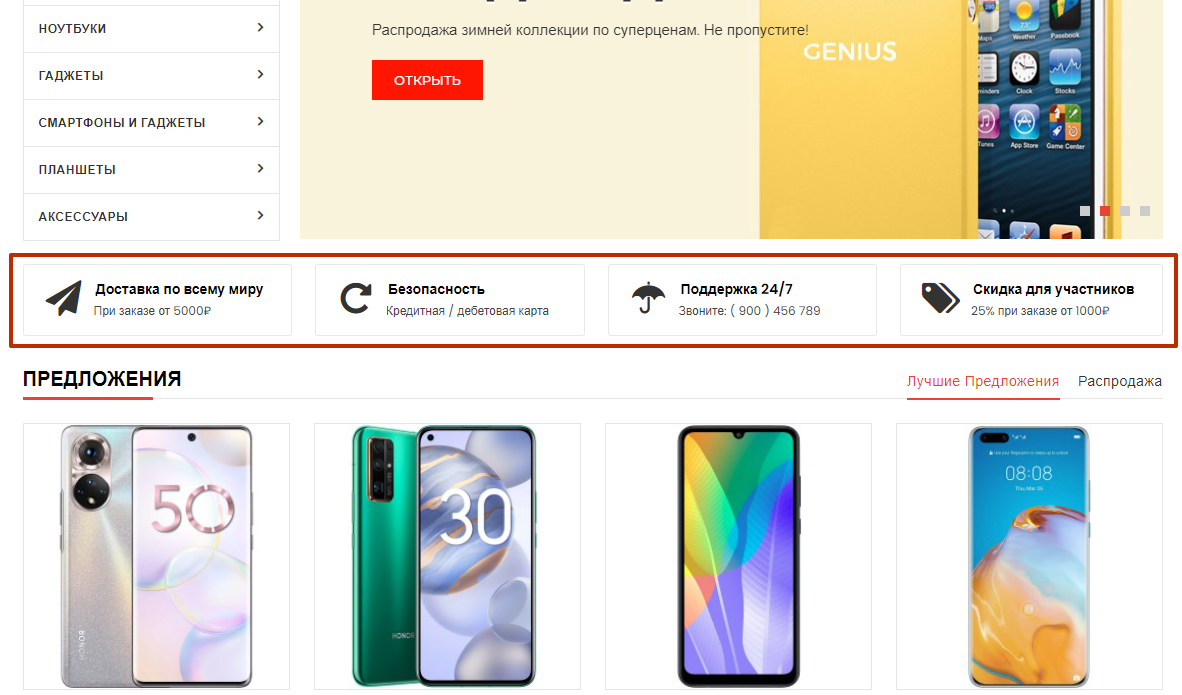 НОУТБУКИ
ГАДЖЕТЫ
СМАРТФОНЫ И ГАДЖЕТЫ
ПЛАНШЕТЫ
АКСЕССУАРЫ
Распродажа зимней коллекции по суперценам. Не пропустите!
ОТКРЫТЬ
GENIUS
Maps Weather Passbook
Clock Stocks
App Store Game Center
Доставка по всему миру
При заказе от 5000₽
Безопасность
Кредитная / дебетовая карта
Поддержка 24/7
Звоните: ( 900 ) 456 789
Скидка для участников
25% при заказе от 1000₽
ПРЕДЛОЖЕНИЯ
Лучшие Предложения
Распродажа
50
HONOR
30
HONOR
08:08